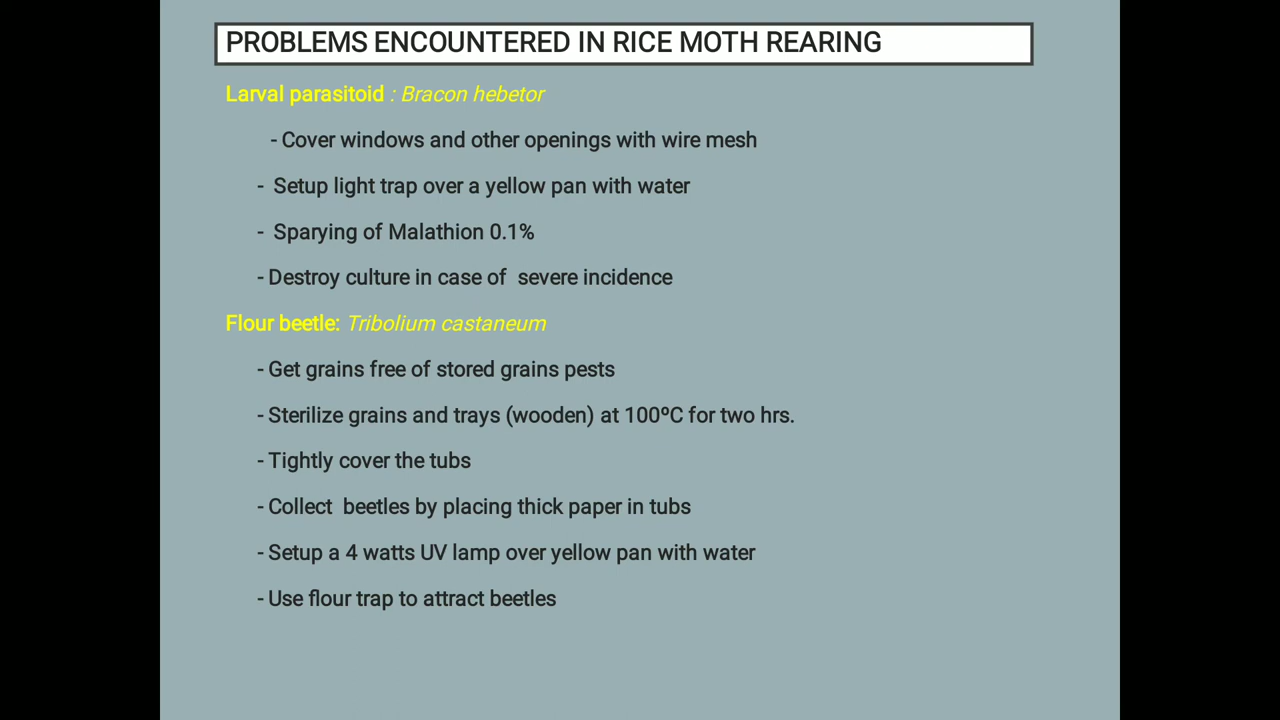 PROBLEMS ENCOUNTERED IN RICE MOTH REARING
Larval parasitoid : Bracon hebetor
- Cover windows and other openings with wire mesh
- Setup light trap over a yellow pan with water
- Sparying of Malathion 0.1%
- Destroy culture in case of severe incidence
Flour beetle: Tribolium castaneum
- Get grains free of stored grains pests
- Sterilize grains and trays (wooden) at 100ºC for two hrs.
- Tightly cover the tubs
- Collect beetles by placing thick paper in tubs
- Setup a 4 watts UV lamp over yellow pan with water
- Use flour trap to attract beetles